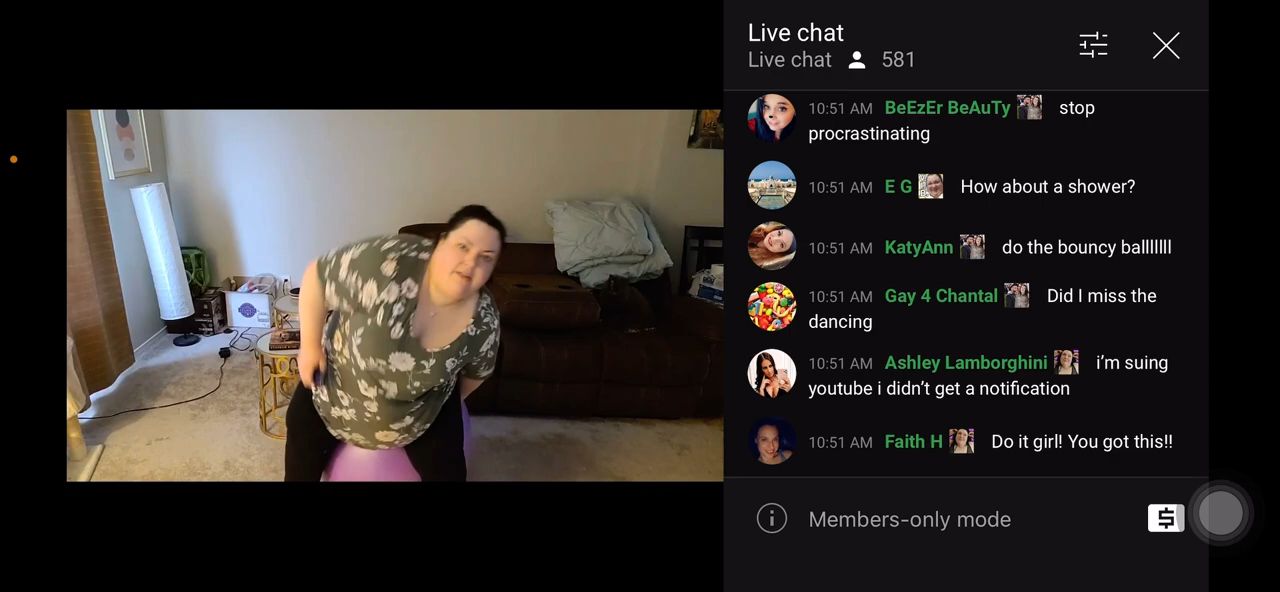 Live chat
Live chat 581
10:51 AM BeEzEr BeAuTy stop
procrastinating
10:51 AM E G How about a shower?
10:51 AM KatyAnn do the bouncy balllllll
10:51 AM Gay 4 Chantal Did I miss the
dancing
10:51 AM Ashley Lamborghini i’m suing
youtube i didn’t get a notification
10:51 AM Faith H Do it girl! You got this!!
Members-only mode